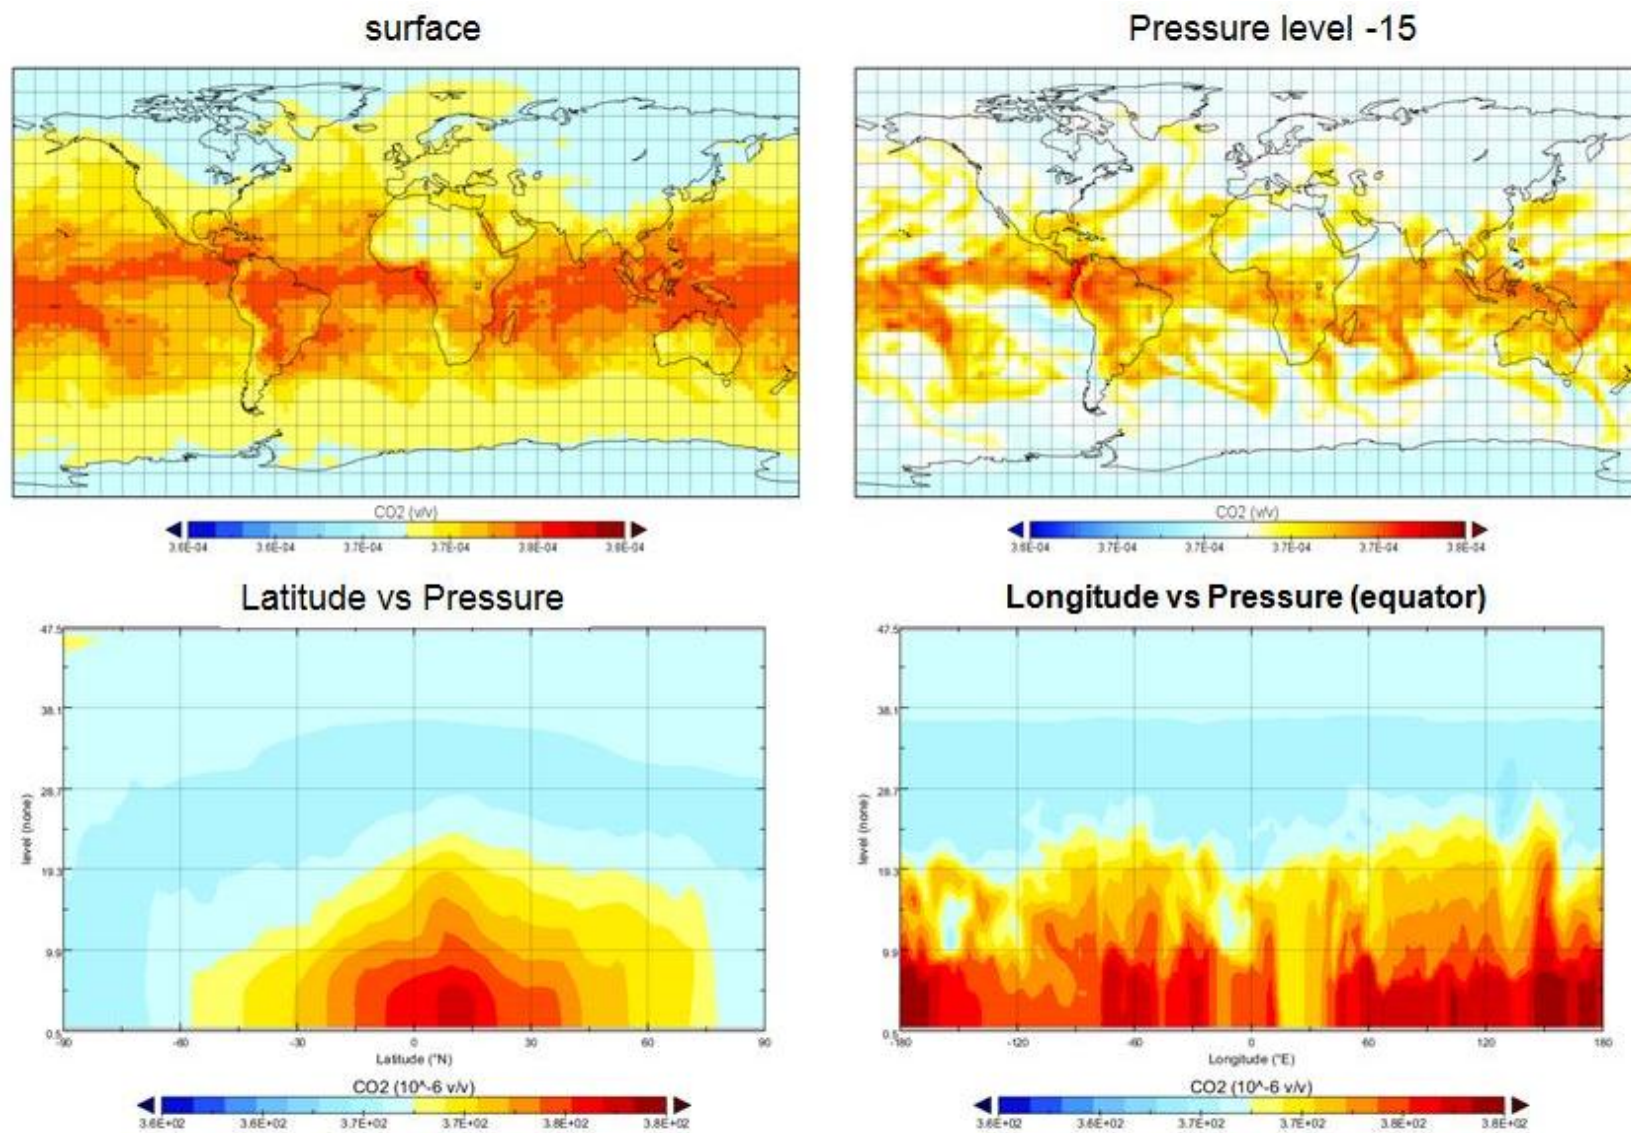 surface
Pressure level -15
CO2 (v/v)
3.6E-04 3.6E-04 3.7E-04 3.7E-04 3.8E-04 3.8E-04
CO2 (v/v)
3.6E-04 3.7E-04 3.7E-04 3.7E-04 3.7E-04 3.8E-04
Latitude vs Pressure
Longitude vs Pressure (equator)
47.5
38.1
28.7
19.3
9.9
0.5
level (none)
-90 -60 -30 0 30 60 90
Latitude (°N)
CO2 (10^-6 v/v)
3.6E+02 3.6E+02 3.7E+02 3.7E+02 3.8E+02 3.8E+02
47.5
38.1
28.7
19.3
9.9
0.5
level (none)
-180 -120 -60 0 60 120 180
Longitude (°E)
CO2 (10^-6 v/v)
3.6E+02 3.6E+02 3.7E+02 3.7E+02 3.8E+02 3.8E+02